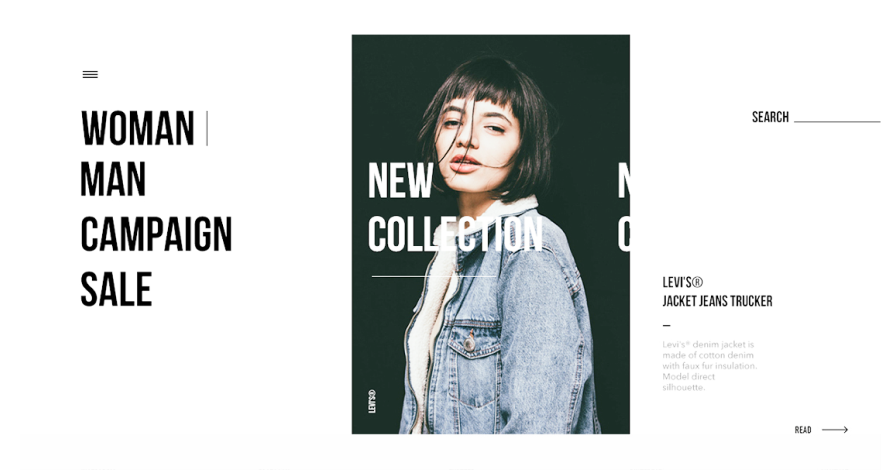 WOMAN
MAN
CAMPAIGN
SALE
NEW
COLLECTION
N
C
LEVI'S®
SEARCH
LEVI'S®
JACKET JEANS TRUCKER
Levi's® denim jacket is
made of cotton denim
with faux fur insulation.
Model direct
silhouette.
READ